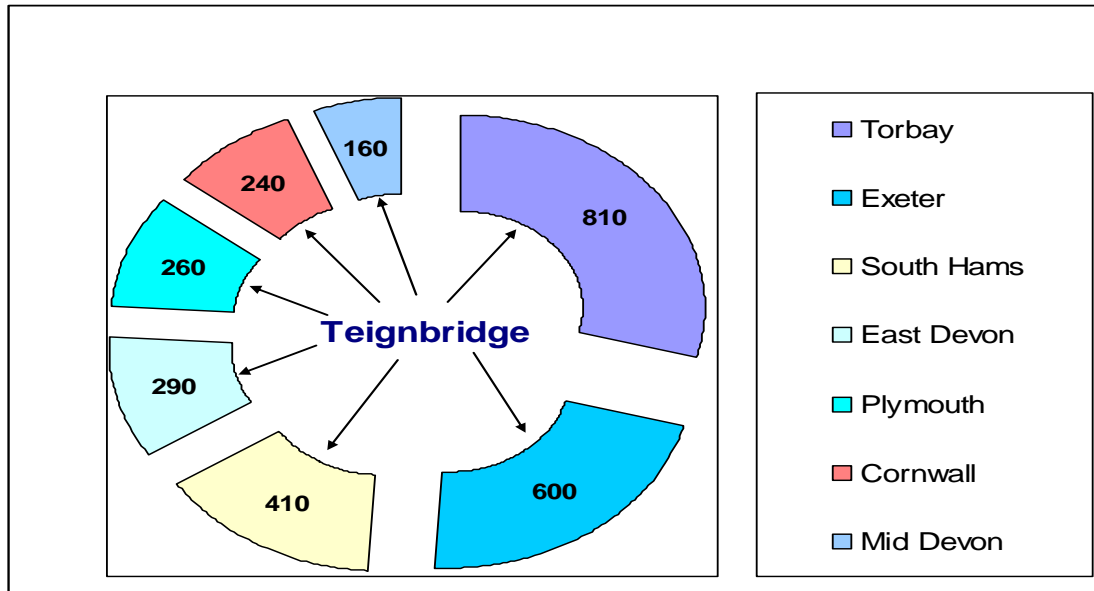 160
240
810
260
Teignbridge
290
410
600
Torbay
Exeter
South Hams
East Devon
Plymouth
Cornwall
Mid Devon